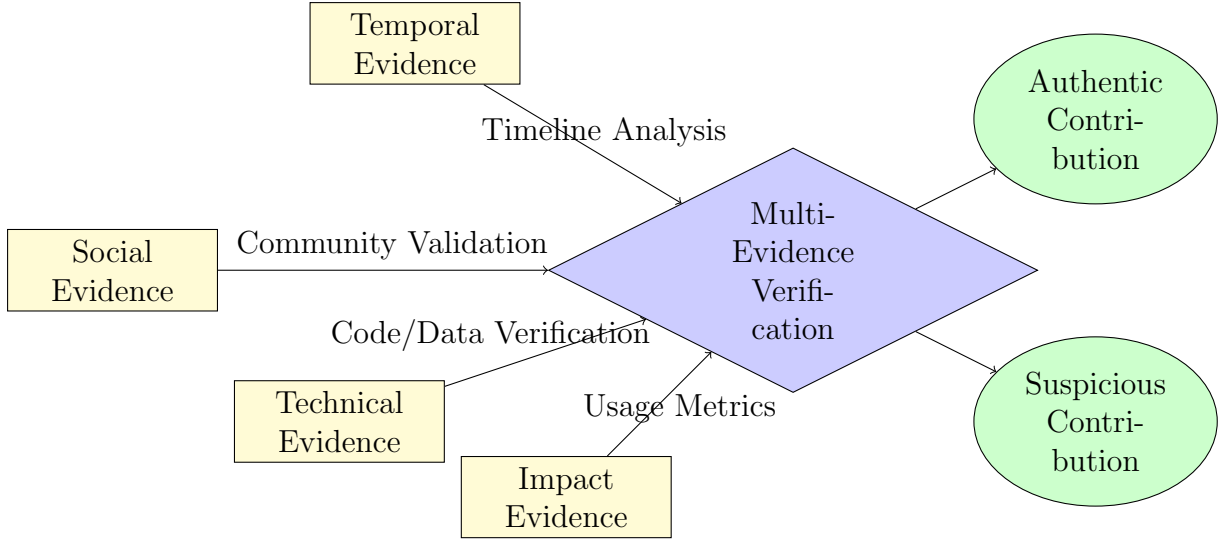 Temporal
Evidence
Timeline Analysis
Authentic
Contri-
bution
Social
Evidence
Community Validation
Multi-
Evidence
Verifi-
cation
Code/Data Verification
Technical
Evidence
Usage Metrics
Impact
Evidence
Suspicious
Contri-
bution